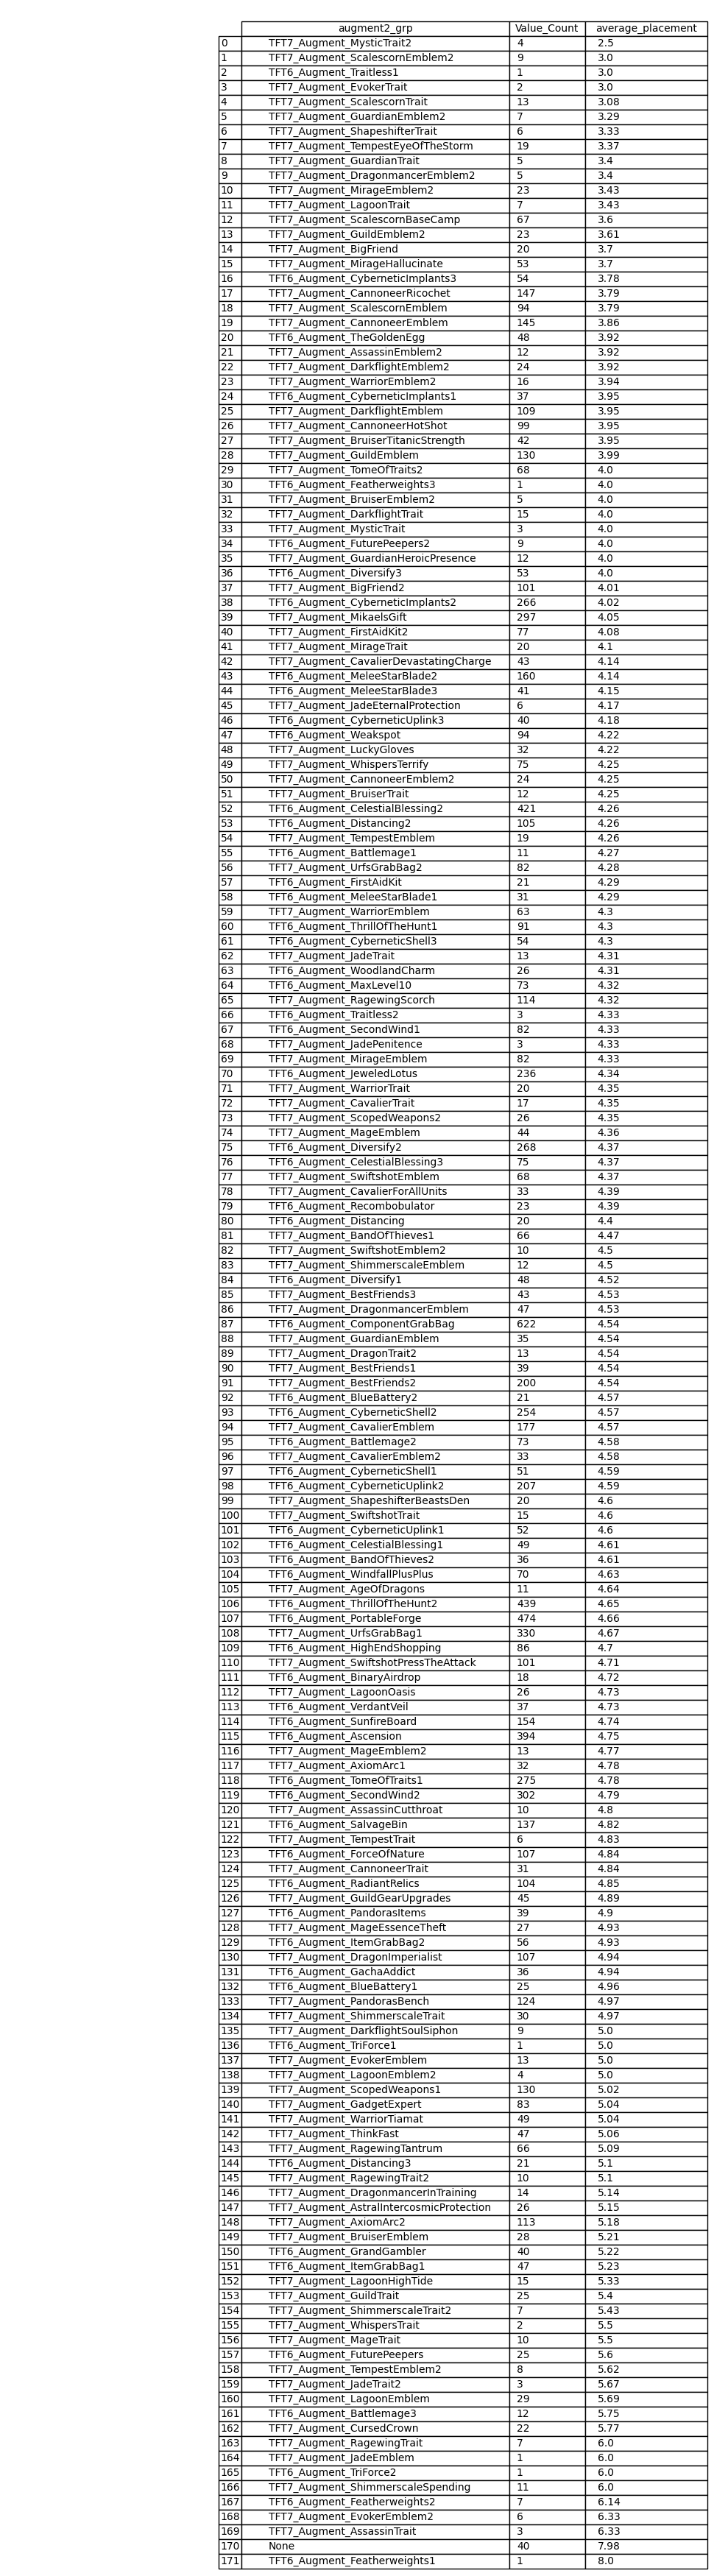 augment2_grp Value_Count average_placement
0 TFT7_Augment_MysticTrait2 4 2.5
1 TFT7_Augment_ScalescornEmblem2 9 3.0
2 TFT6_Augment_Traitless1 1 3.0
3 TFT7_Augment_EvokerTrait 2 3.0
4 TFT7_Augment_ScalescornTrait 13 3.08
5 TFT7_Augment_GuardianEmblem2 7 3.29
6 TFT7_Augment_ShapeshifterTrait 6 3.33
7 TFT7_Augment_TempestEyeOfTheStorm 19 3.37
8 TFT7_Augment_GuardianTrait 5 3.4
9 TFT7_Augment_DragonmancerEmblem2 5 3.4
10 TFT7_Augment_MirageEmblem2 23 3.43
11 TFT7_Augment_LagoonTrait 7 3.43
12 TFT7_Augment_ScalescornBaseCamp 67 3.6
13 TFT7_Augment_GuildEmblem2 23 3.61
14 TFT7_Augment_BigFriend 20 3.7
15 TFT7_Augment_MirageHallucinate 53 3.7
16 TFT6_Augment_CyberneticImplants3 54 3.78
17 TFT7_Augment_CannoneerRicochet 147 3.79
18 TFT7_Augment_ScalescornEmblem 94 3.79
19 TFT7_Augment_CannoneerEmblem 145 3.86
20 TFT6_Augment_TheGoldenEgg 48 3.92
21 TFT7_Augment_AssassinEmblem2 12 3.92
22 TFT7_Augment_DarkflightEmblem2 24 3.92
23 TFT7_Augment_WarriorEmblem2 16 3.94
24 TFT6_Augment_CyberneticImplants1 37 3.95
25 TFT7_Augment_DarkflightEmblem 109 3.95
26 TFT7_Augment_CannoneerHotShot 99 3.95
27 TFT7_Augment_BruiserTitanicStrength 42 3.95
28 TFT7_Augment_GuildEmblem 130 3.99
29 TFT7_Augment_TomeOfTraits2 68 4.0
30 TFT6_Augment_Featherweights3 1 4.0
31 TFT7_Augment_BruiserEmblem2 5 4.0
32 TFT7_Augment_DarkflightTrait 15 4.0
33 TFT7_Augment_MysticTrait 3 4.0
34 TFT6_Augment_FuturePeepers2 9 4.0
35 TFT7_Augment_GuardianHeroicPresence 12 4.0
36 TFT6_Augment_Diversify3 53 4.0
37 TFT7_Augment_BigFriend2 101 4.01
38 TFT6_Augment_CyberneticImplants2 266 4.02
39 TFT7_Augment_MikaelsGift 297 4.05
40 TFT7_Augment_FirstAidKit2 77 4.08
41 TFT7_Augment_MirageTrait 20 4.1
42 TFT7_Augment_CavalierDevastatingCharge 43 4.14
43 TFT6_Augment_MeleeStarBlade2 160 4.14
44 TFT6_Augment_MeleeStarBlade3 41 4.15
45 TFT7_Augment_JadeEternalProtection 6 4.17
46 TFT6_Augment_CyberneticUplink3 40 4.18
47 TFT6_Augment_Weakspot 94 4.22
48 TFT7_Augment_LuckyGloves 32 4.22
49 TFT7_Augment_WhispersTerrify 75 4.25
50 TFT7_Augment_CannoneerEmblem2 24 4.25
51 TFT7_Augment_BruiserTrait 12 4.25
52 TFT6_Augment_CelestialBlessing2 421 4.26
53 TFT6_Augment_Distancing2 105 4.26
54 TFT7_Augment_TempestEmblem 19 4.26
55 TFT6_Augment_Battlemage1 11 4.27
56 TFT7_Augment_UrfsGrabBag2 82 4.28
57 TFT6_Augment_FirstAidKit 21 4.29
58 TFT6_Augment_MeleeStarBlade1 31 4.29
59 TFT7_Augment_WarriorEmblem 63 4.3
60 TFT6_Augment_ThrillOfTheHunt1 91 4.3
61 TFT6_Augment_CyberneticShell3 54 4.3
62 TFT7_Augment_JadeTrait 13 4.31
63 TFT6_Augment_WoodlandCharm 26 4.31
64 TFT6_Augment_MaxLevel10 73 4.32
65 TFT7_Augment_RagewingScorch 114 4.32
66 TFT6_Augment_Traitless2 3 4.33
67 TFT6_Augment_SecondWind1 82 4.33
68 TFT7_Augment_JadePenitence 3 4.33
69 TFT7_Augment_MirageEmblem 82 4.33
70 TFT6_Augment_JeweledLotus 236 4.34
71 TFT7_Augment_WarriorTrait 20 4.35
72 TFT7_Augment_CavalierTrait 17 4.35
73 TFT7_Augment_ScopedWeapons2 26 4.35
74 TFT7_Augment_MageEmblem 44 4.36
75 TFT6_Augment_Diversify2 268 4.37
76 TFT6_Augment_CelestialBlessing3 75 4.37
77 TFT7_Augment_SwiftshotEmblem 68 4.37
78 TFT7_Augment_CavalierForAllUnits 33 4.39
79 TFT6_Augment_Recombobulator 23 4.39
80 TFT6_Augment_Distancing 20 4.4
81 TFT7_Augment_BandOfThieves1 66 4.47
82 TFT7_Augment_SwiftshotEmblem2 10 4.5
83 TFT7_Augment_ShimmerscaleEmblem 12 4.5
84 TFT6_Augment_Diversify1 48 4.52
85 TFT7_Augment_BestFriends3 43 4.53
86 TFT7_Augment_DragonmancerEmblem 47 4.53
87 TFT6_Augment_ComponentGrabBag 622 4.54
88 TFT7_Augment_GuardianEmblem 35 4.54
89 TFT7_Augment_DragonTrait2 13 4.54
90 TFT7_Augment_BestFriends1 39 4.54
91 TFT7_Augment_BestFriends2 200 4.54
92 TFT6_Augment_BlueBattery2 21 4.57
93 TFT6_Augment_CyberneticShell2 254 4.57
94 TFT7_Augment_CavalierEmblem 177 4.57
95 TFT6_Augment_Battlemage2 73 4.58
96 TFT7_Augment_CavalierEmblem2 33 4.58
97 TFT6_Augment_CyberneticShell1 51 4.59
98 TFT6_Augment_CyberneticUplink2 207 4.59
99 TFT7_Augment_ShapeshifterBeastsDen 20 4.6
100 TFT7_Augment_SwiftshotTrait 15 4.6
101 TFT6_Augment_CyberneticUplink1 52 4.6
102 TFT6_Augment_CelestialBlessing1 49 4.61
103 TFT6_Augment_BandOfThieves2 36 4.61
104 TFT6_Augment_WindfallPlusPlus 70 4.63
105 TFT7_Augment_AgeOfDragons 11 4.64
106 TFT6_Augment_ThrillOfTheHunt2 439 4.65
107 TFT6_Augment_PortableForge 474 4.66
108 TFT7_Augment_UrfsGrabBag1 330 4.67
109 TFT6_Augment_HighEndShopping 86 4.7
110 TFT7_Augment_SwiftshotPressTheAttack 101 4.71
111 TFT6_Augment_BinaryAirdrop 18 4.72
112 TFT7_Augment_LagoonOasis 26 4.73
113 TFT6_Augment_VerdantVeil 37 4.73
114 TFT6_Augment_SunfireBoard 154 4.74
115 TFT6_Augment_Ascension 394 4.75
116 TFT7_Augment_MageEmblem2 13 4.77
117 TFT7_Augment_AxiomArc1 32 4.78
118 TFT6_Augment_TomeOfTraits1 275 4.78
119 TFT6_Augment_SecondWind2 302 4.79
120 TFT7_Augment_AssassinCutthroat 10 4.8
121 TFT6_Augment_SalvageBin 137 4.82
122 TFT7_Augment_TempestTrait 6 4.83
123 TFT6_Augment_ForceOfNature 107 4.84
124 TFT7_Augment_CannoneerTrait 31 4.84
125 TFT6_Augment_RadiantRelics 104 4.85
126 TFT7_Augment_GuildGearUpgrades 45 4.89
127 TFT6_Augment_PandorasItems 39 4.9
128 TFT7_Augment_MageEssenceTheft 27 4.93
129 TFT6_Augment_ItemGrabBag2 56 4.93
130 TFT7_Augment_DragonImperialist 107 4.94
131 TFT6_Augment_GachaAddict 36 4.94
132 TFT6_Augment_BlueBattery1 25 4.96
133 TFT7_Augment_PandorasBench 124 4.97
134 TFT7_Augment_ShimmerscaleTrait 30 4.97
135 TFT7_Augment_DarkflightSoulSiphon 9 5.0
136 TFT6_Augment_TriForce1 1 5.0
137 TFT7_Augment_EvokerEmblem 13 5.0
138 TFT7_Augment_LagoonEmblem2 4 5.0
139 TFT7_Augment_ScopedWeapons1 130 5.02
140 TFT7_Augment_GadgetExpert 83 5.04
141 TFT7_Augment_WarriorTiamat 49 5.04
142 TFT7_Augment_ThinkFast 47 5.06
143 TFT7_Augment_RagewingTantrum 66 5.09
144 TFT6_Augment_Distancing3 21 5.1
145 TFT7_Augment_RagewingTrait2 10 5.1
146 TFT7_Augment_DragonmancerInTraining 14 5.14
147 TFT7_Augment_AstralIntercosmicProtection 26 5.15
148 TFT7_Augment_AxiomArc2 113 5.18
149 TFT7_Augment_BruiserEmblem 28 5.21
150 TFT6_Augment_GrandGambler 40 5.22
151 TFT6_Augment_ItemGrabBag1 47 5.23
152 TFT7_Augment_LagoonHighTide 15 5.33
153 TFT7_Augment_GuildTrait 25 5.4
154 TFT7_Augment_ShimmerscaleTrait2 7 5.43
155 TFT7_Augment_WhispersTrait 2 5.5
156 TFT7_Augment_MageTrait 10 5.5
157 TFT6_Augment_FuturePeepers 25 5.6
158 TFT7_Augment_TempestEmblem2 8 5.62
159 TFT7_Augment_JadeTrait2 3 5.67
160 TFT7_Augment_LagoonEmblem 29 5.69
161 TFT6_Augment_Battlemage3 12 5.75
162 TFT7_Augment_CursedCrown 22 5.77
163 TFT7_Augment_RagewingTrait 7 6.0
164 TFT7_Augment_JadeEmblem 1 6.0
165 TFT6_Augment_TriForce2 1 6.0
166 TFT7_Augment_ShimmerscaleSpending 11 6.0
167 TFT6_Augment_Featherweights2 7 6.14
168 TFT7_Augment_EvokerEmblem2 6 6.33
169 TFT7_Augment_AssassinTrait 3 6.33
170 None 40 7.98
171 TFT6_Augment_Featherweights1 1 8.0